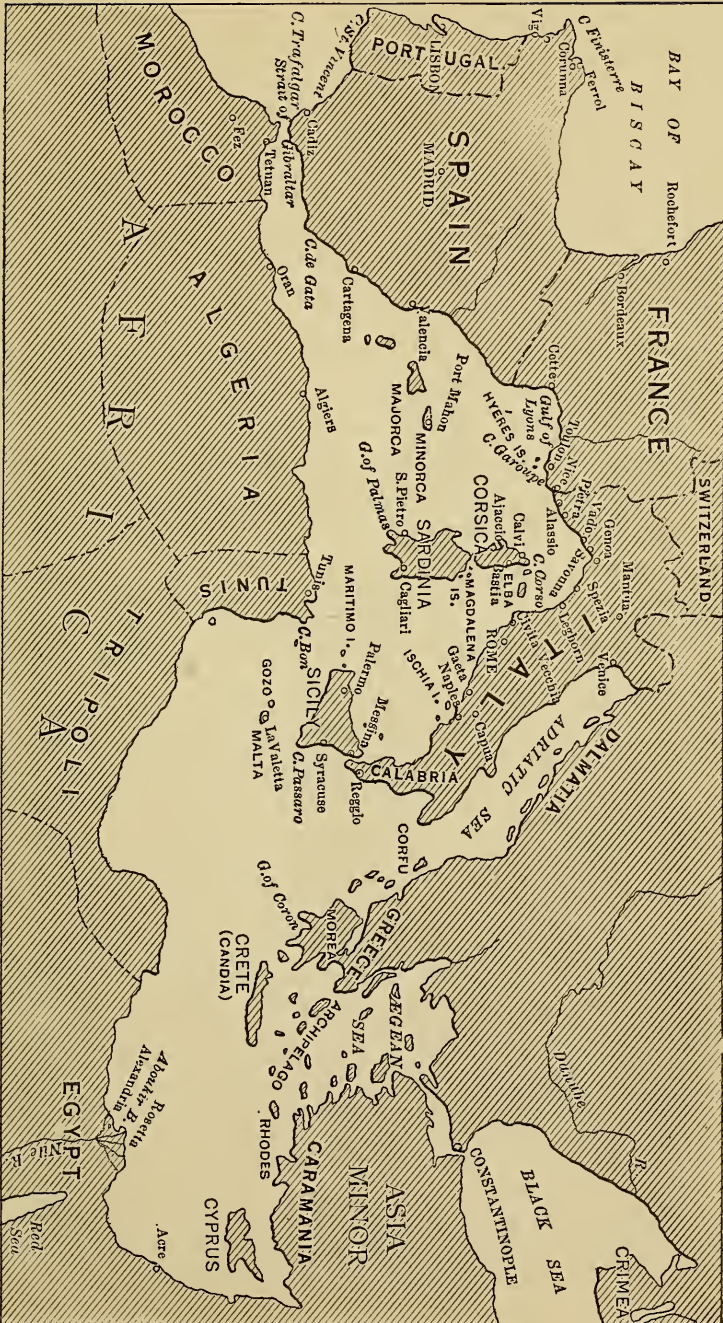 BAY OF
BISCAY
Rochefort
Bordeaux
FRANCE
SWITZERLAND
C Finisterre
Ferrol
Corunna
Vigo
PORTUGAL
LISBON
SPAIN
MADRID
C. St. Vincent
C. Trafalgar
Strait of
Gibraltar
Cadiz
Tetuan
Fez
MOROCCO
C. de Gata
Cartagena
Valencia
Port Mahon
MAJORCA
MINORCA
Oran
Algiers
ALGERIA
AFRICA
Cette
Gulf of
Lyons
HYÈRES IS.
Toulon
C. Garoupe
Nice
Pietra
Vado
Alassio
Savonna
Genoa
Mantua
Spezia
Leghorn
Venice
ITALY
C. Corso
Calvi
Ajaccio
CORSICA
Bastia
ELBA
MAGDALENA
IS.
SARDINIA
S. Pietro
G. of Palmas
Cagliari
Civita Vecchia
ROME
Gaeta
Naples
ISCHIA I.
Capua
CALABRIA
Reggio
Messina
Palermo
SICILY
MARITIMO I.
Syracuse
C. Passaro
GOZO
La Valetta
MALTA
Tunis
C. Bon
TUNIS
TRIPOLI
DALMATIA
ADRIATIC
SEA
CORFU
GREECE
MOREA
G. of Coron
CRETE
(CANDIA)
ARCHIPELAGO
ÆGEAN
SEA
RHODES
CARAMANIA
ASIA
MINOR
CYPRUS
CONSTANTINOPLE
BLACK
SEA
CRIMEA
Danube
R.
Acre
Rosetta
Aboukir B.
Alexandria
EGYPT
Nile R.
Red
Sea